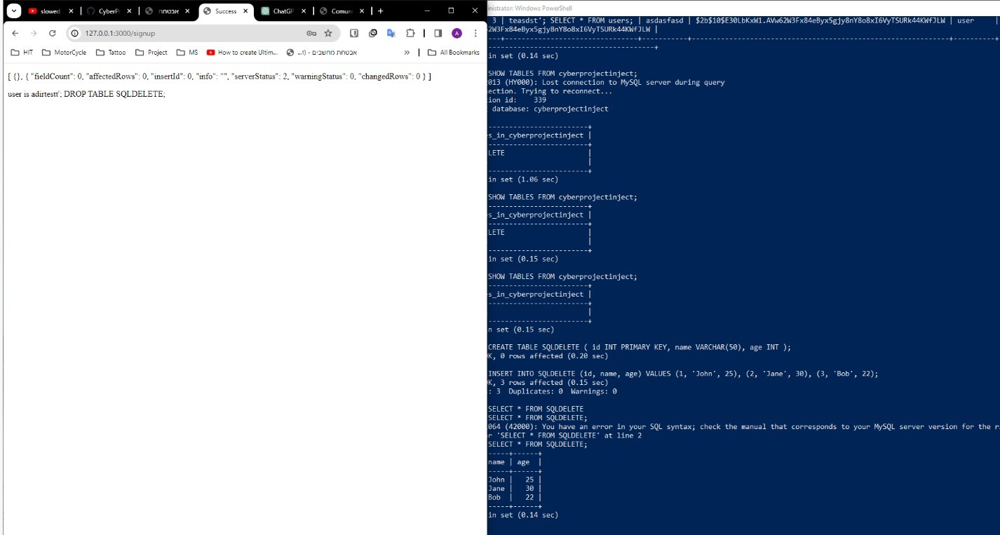 slowed
CyberPr
אבטחת
Success
ChatGP
Comuni
127.0.0.1:3000/signup
A
HIT
MotorCycle
Tattoo
Project
MS
How to create Ultim...
אבטחת מחשבים - (ז...
»
All Bookmarks
[ {}, { "fieldCount": 0, "affectedRows": 0, "insertId": 0, "info": "", "serverStatus": 2, "warningStatus": 0, "changedRows": 0 } ]
user is adirtestt'; DROP TABLE SQLDELETE;
ministrator: Windows PowerShell
3 | teasdst'; SELECT * FROM users; | asdasfasd | $2b$10$E30LbKxW1.AVw62W3Fx84eByx5gjy8nY8o8xI6VyTSURk44KWfJLW | user |
2W3Fx84eByx5gjy8nY8o8xI6VyTSURk44KWfJLW |
in set (0.14 sec)
SHOW TABLES FROM cyberprojectinject;
013 (HY000): Lost connection to MySQL server during query
ection. Trying to reconnect...
ion id: 339
database: cyberprojectinject
s_in_cyberprojectinject |
LETE |
in set (1.06 sec)
SHOW TABLES FROM cyberprojectinject;
s_in_cyberprojectinject |
LETE |
in set (0.15 sec)
SHOW TABLES FROM cyberprojectinject;
s_in_cyberprojectinject |
n set (0.15 sec)
CREATE TABLE SQLDELETE ( id INT PRIMARY KEY, name VARCHAR(50), age INT );
K, 0 rows affected (0.20 sec)
INSERT INTO SQLDELETE (id, name, age) VALUES (1, 'John', 25), (2, 'Jane', 30), (3, 'Bob', 22);
K, 3 rows affected (0.15 sec)
: 3 Duplicates: 0 Warnings: 0
SELECT * FROM SQLDELETE
SELECT * FROM SQLDELETE;
064 (42000): You have an error in your SQL syntax; check the manual that corresponds to your MySQL server version for the r
r 'SELECT * FROM SQLDELETE' at line 2
SELECT * FROM SQLDELETE;
name | age |
John | 25 |
Jane | 30 |
Bob | 22 |
in set (0.14 sec)